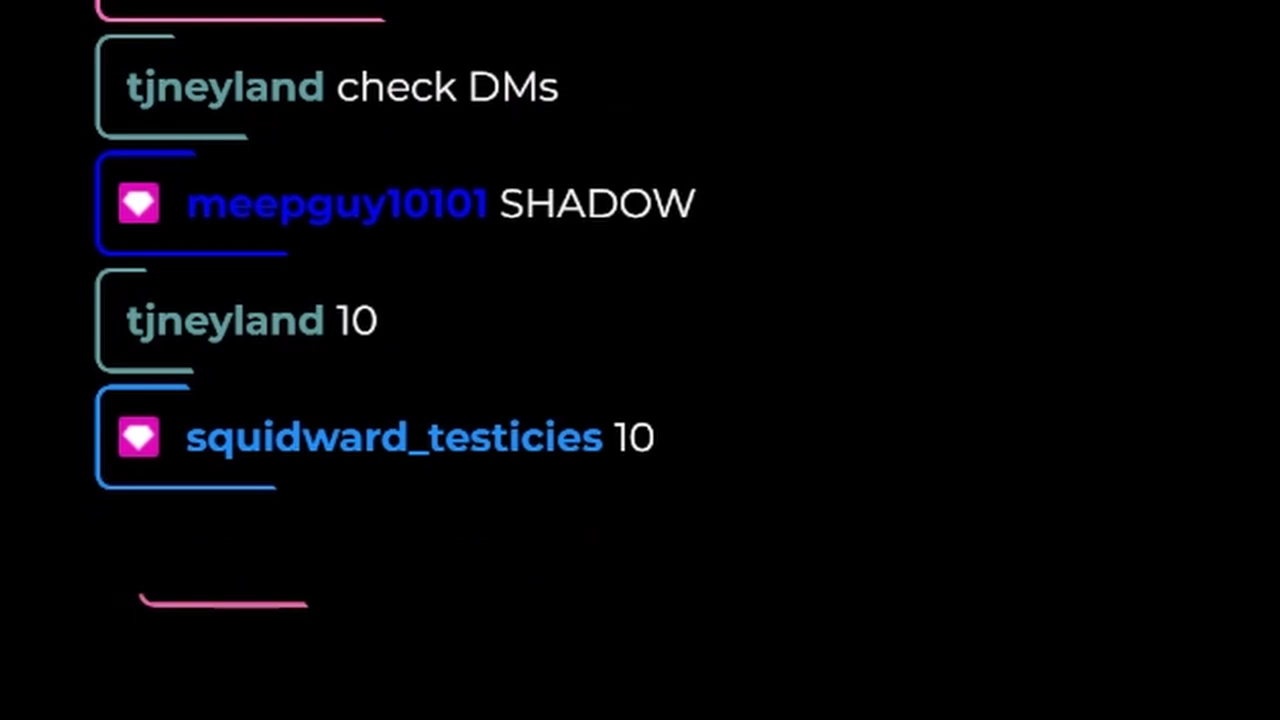 tjneyland check DMs
meepguy10101 SHADOW
tjneyland 10
squidward_testicies 10